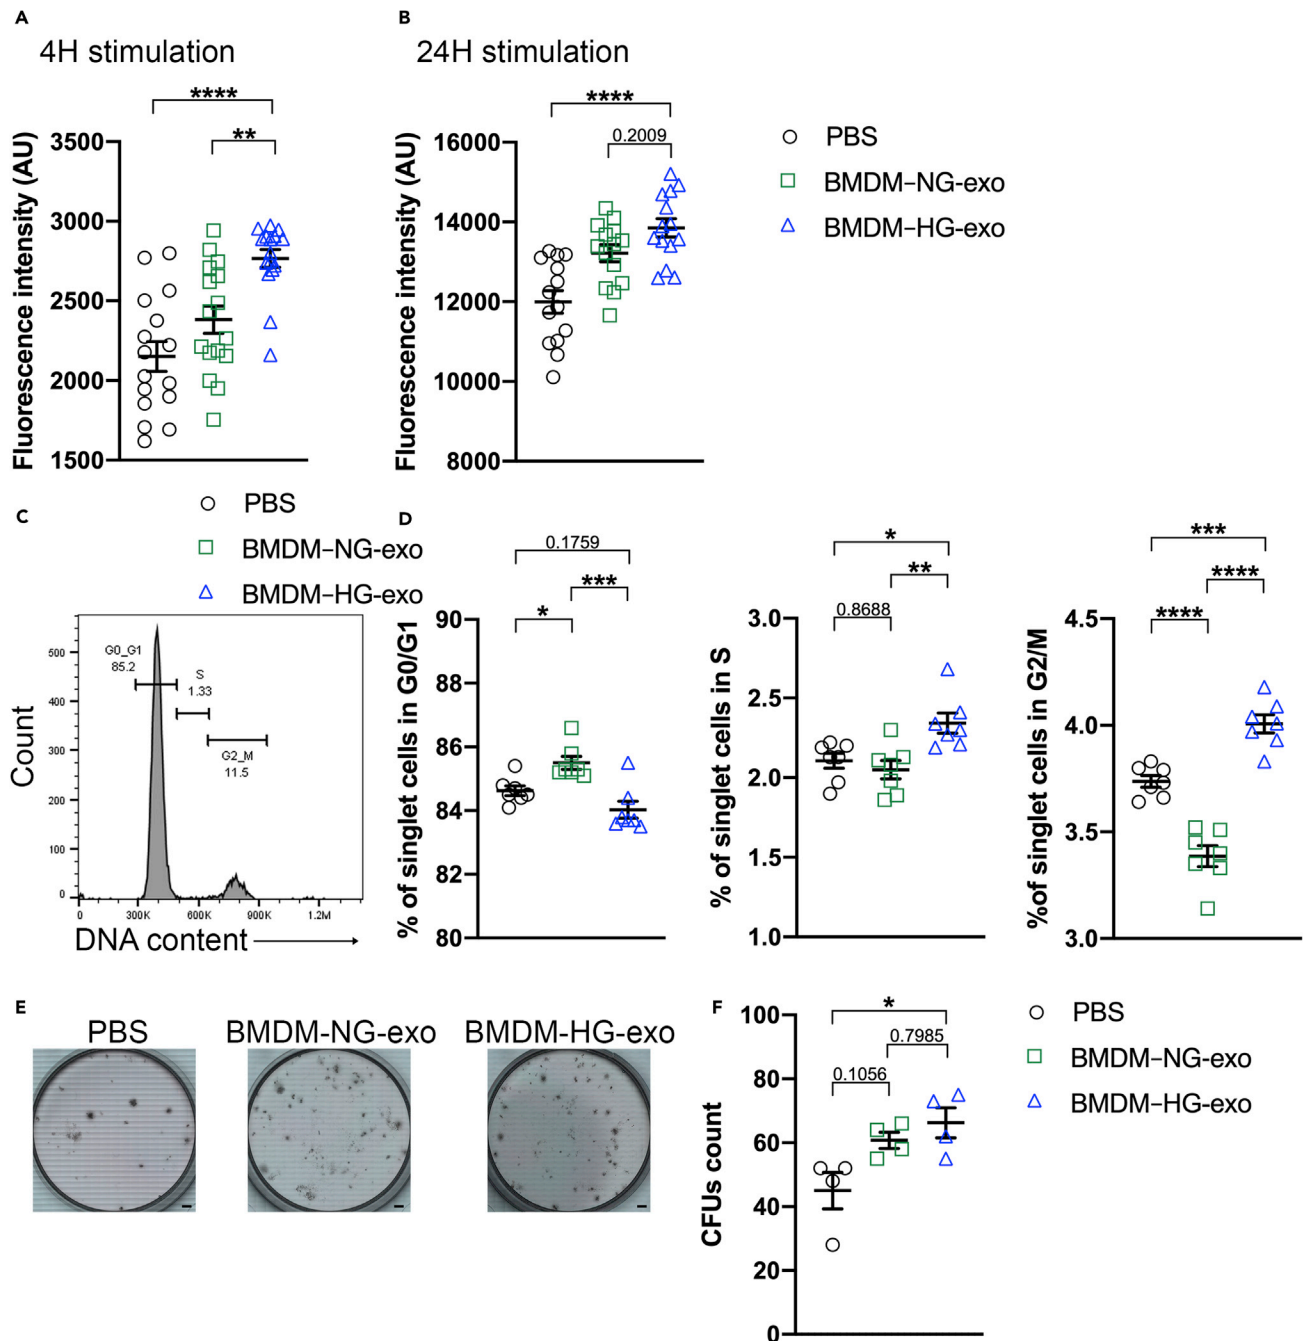 A
4H stimulation
****
**
Fluorescence intensity (AU)
3500
3000
2500
2000
1500
B
24H stimulation
****
0.2009
Fluorescence intensity (AU)
16000
14000
12000
10000
8000
PBS
BMDM–NG-exo
BMDM–HG-exo
C
PBS
BMDM–NG-exo
BMDM–HG-exo
Count
500
400
300
200
100
0
G0_G1
85.2
S
1.33
G2_M
11.5
0
300K
600K
900K
1.2M
DNA content
D
0.1759
***
*
% of singlet cells in G0/G1
90
88
86
84
82
80
*
**
0.8688
% of singlet cells in S
3.0
2.5
2.0
1.5
1.0
***
****
****
%of singlet cells in G2/M
4.5
4.0
3.5
3.0
E
PBS
BMDM-NG-exo
BMDM-HG-exo
F
*
0.7985
0.1056
CFUs count
100
80
60
40
20
0
PBS
BMDM–NG-exo
BMDM–HG-exo